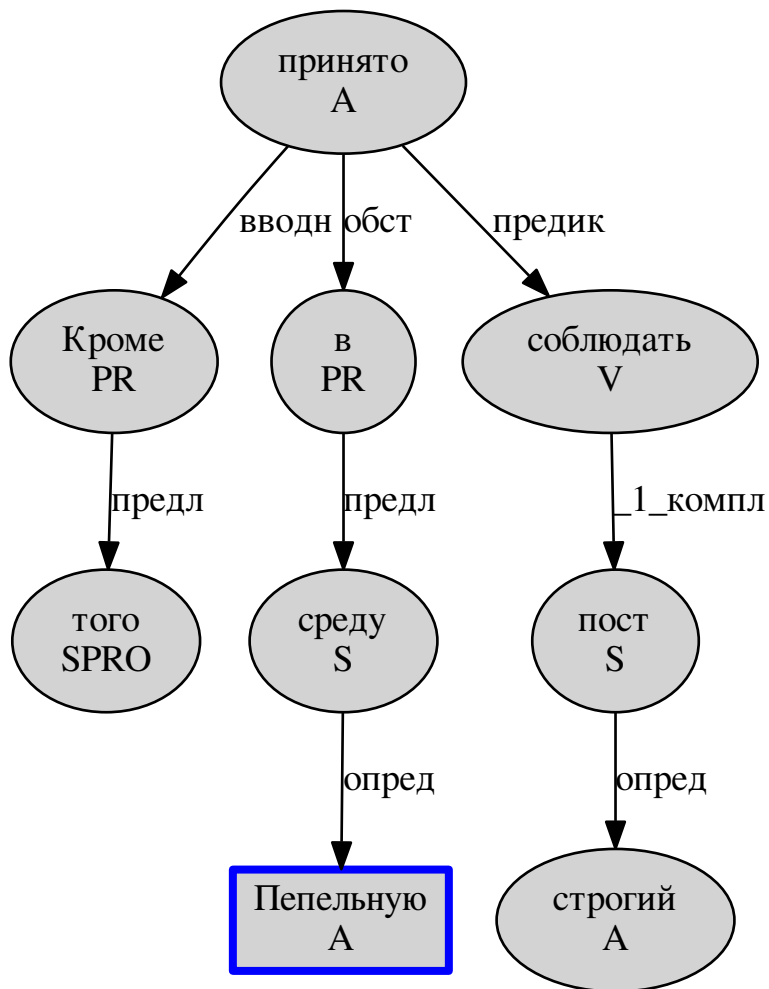 принято
A
вводн обст предик
Кроме
PR
в
PR
соблюдать
V
предл предл _1_компл
того
SPRO
среду
S
пост
S
опред опред
Пепельную
A
строгий
A